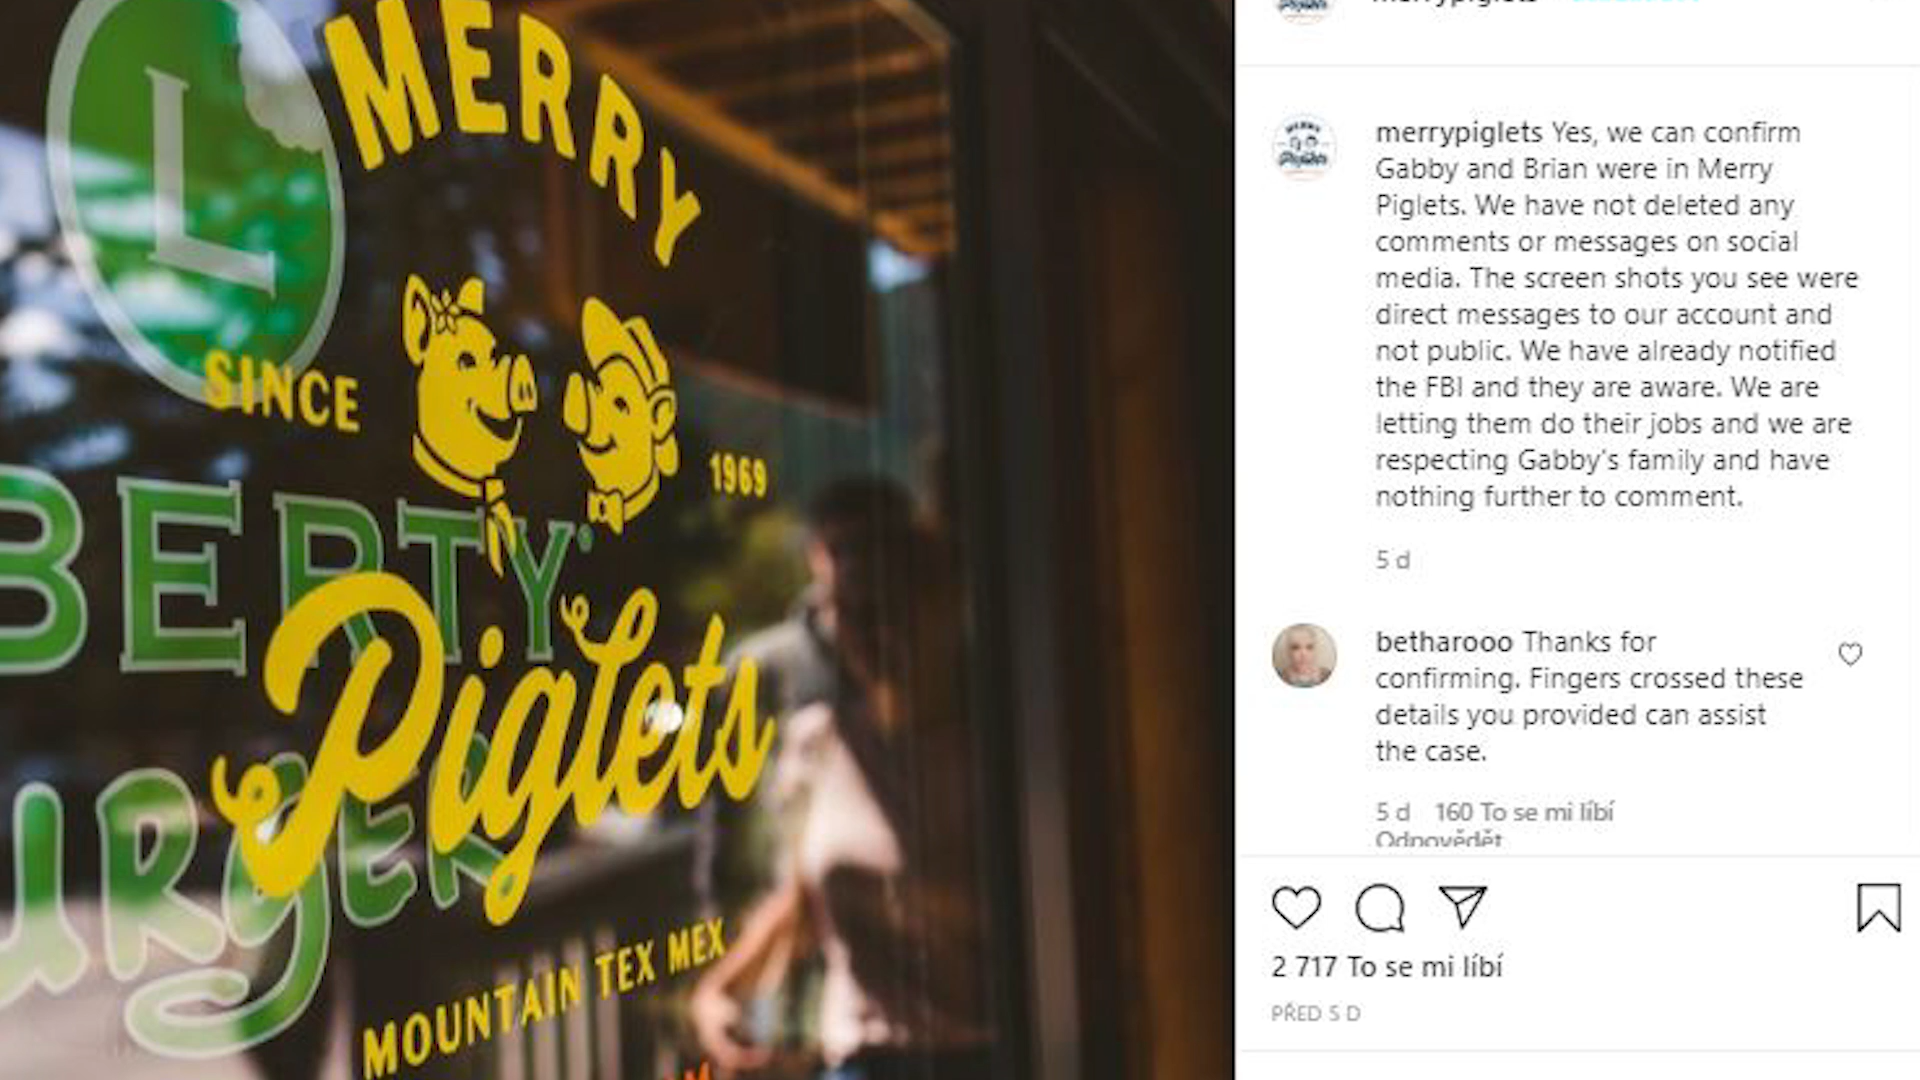 L
MERRY
SINCE
1969
BERTY
Piglets
URGER
MOUNTAIN TEX MEX
merrypiglets
merrypiglets Yes, we can confirm
Gabby and Brian were in Merry
Piglets. We have not deleted any
comments or messages on social
media. The screen shots you see were
direct messages to our account and
not public. We have already notified
the FBI and they are aware. We are
letting them do their jobs and we are
respecting Gabby's family and have
nothing further to comment.
5 d
betharooo Thanks for
confirming. Fingers crossed these
details you provided can assist
the case.
5 d 160 To se mi líbí
Odpovědět
2 717 To se mi líbí
PŘED 5 D